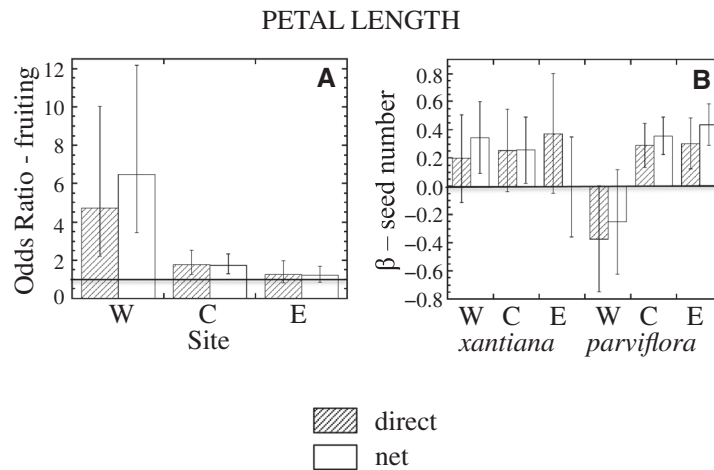 PETAL LENGTH
A
Odds Ratio - fruiting
12
10
8
6
4
2
0
W C E
Site
B
β – seed number
0.8
0.6
0.4
0.2
0.0
−0.2
−0.4
−0.6
−0.8
W C E W C E
xantiana parviflora
direct
net